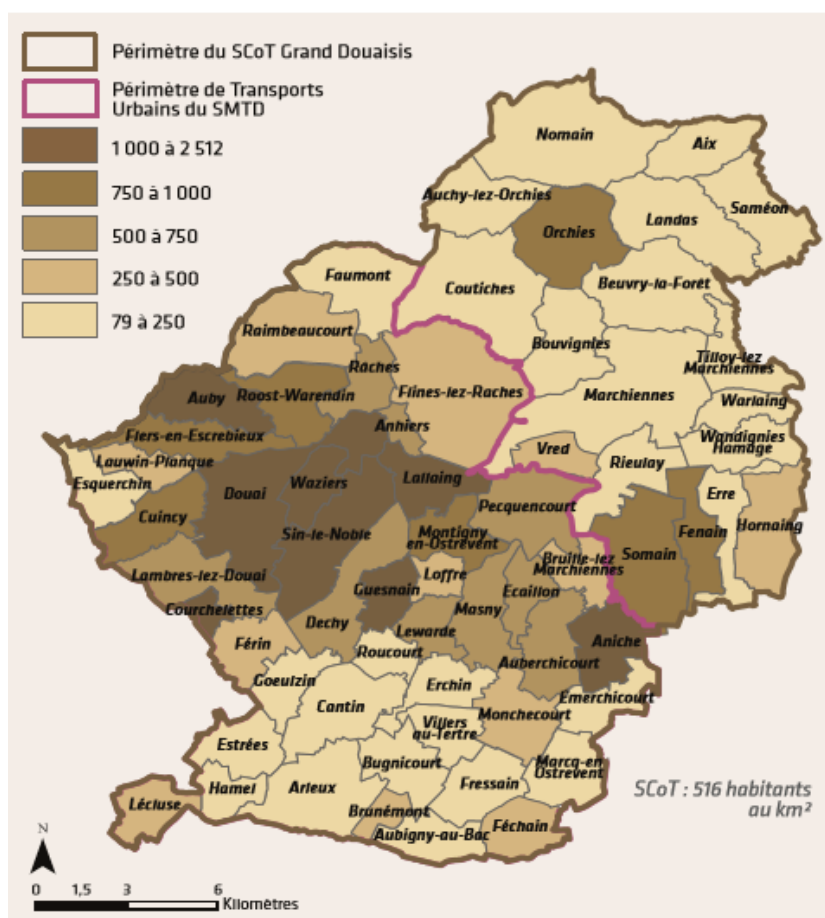 Périmètre du SCoT Grand Douaisis
Périmètre de Transports
Urbains du SMTD
1 000 à 2 512
750 à 1 000
500 à 750
250 à 500
79 à 250
Nomain
Aix
Auchy-lez-Orchies
Saméon
Landas
Orchies
Faumont
Coutiches
Beuvry-la-Forêt
Raimbeaucourt
Bouvignies
Tilloy-lez
Marchiennes
Râches
Flines-lez-Raches
Marchiennes
Auby
Roost-Warendin
Warlaing
Anhiers
Flers-en-Escrebieux
Wandignies
Hamage
Vred
Lauwin-Planque
Rieulay
Esquerchin
Waziers
Lallaing
Douai
Erre
Pecquencourt
Hornaing
Cuincy
Montigny
en-Ostrevent
Fenain
Sin-le-Noble
Somain
Bruille-lez
Marchiennes
Lambres-lez-Douai
Loffre
Guesnain
Ecaillon
Courchelettes
Masny
Dechy
Lewarde
Aniche
Férin
Roucourt
Auberchicourt
Goeulzin
Erchin
Emerchicourt
Cantin
Monchecourt
Villers
au-Tertre
Estrées
Bugnicourt
Marcq-en
Ostrevent
Hamel
Arleux
Fressain
SCoT : 516 habitants
au km²
Lécluse
Brunémont
Féchain
Aubigny-au-Bac
N
0 1,5 3 6
Kilomètres